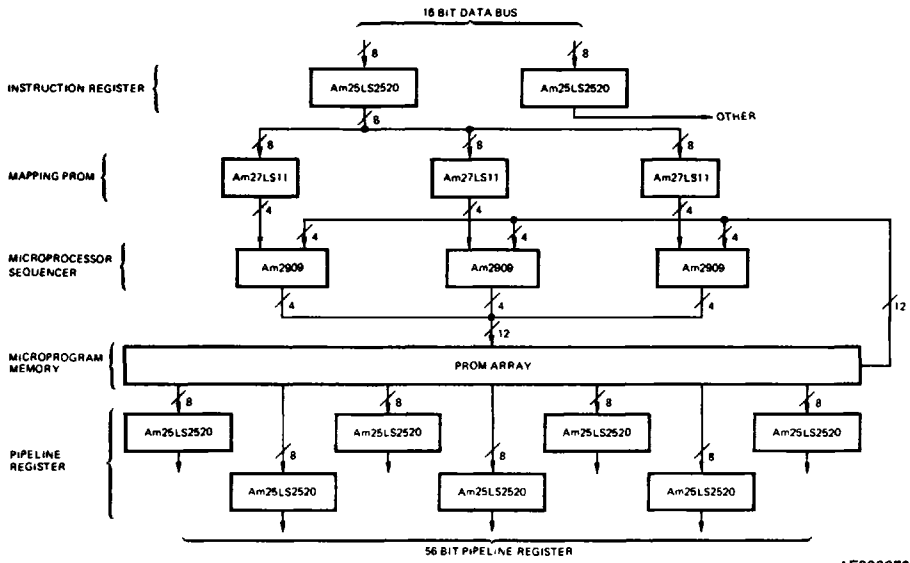 16 BIT DATA BUS
8
8
INSTRUCTION REGISTER
Am25LS2520
Am25LS2520
8
OTHER
8
8
8
MAPPING PROM
Am27LS11
Am27LS11
Am27LS11
4
4
4
4
4
4
MICROPROCESSOR
SEQUENCER
Am2909
Am2909
Am2909
4
4
4
12
12
MICROPROGRAM
MEMORY
PROM ARRAY
8
8
8
8
PIPELINE
REGISTER
Am25LS2520
Am25LS2520
Am25LS2520
Am25LS2520
8
8
8
Am25LS2520
Am25LS2520
Am25LS2520
56 BIT PIPELINE REGISTER